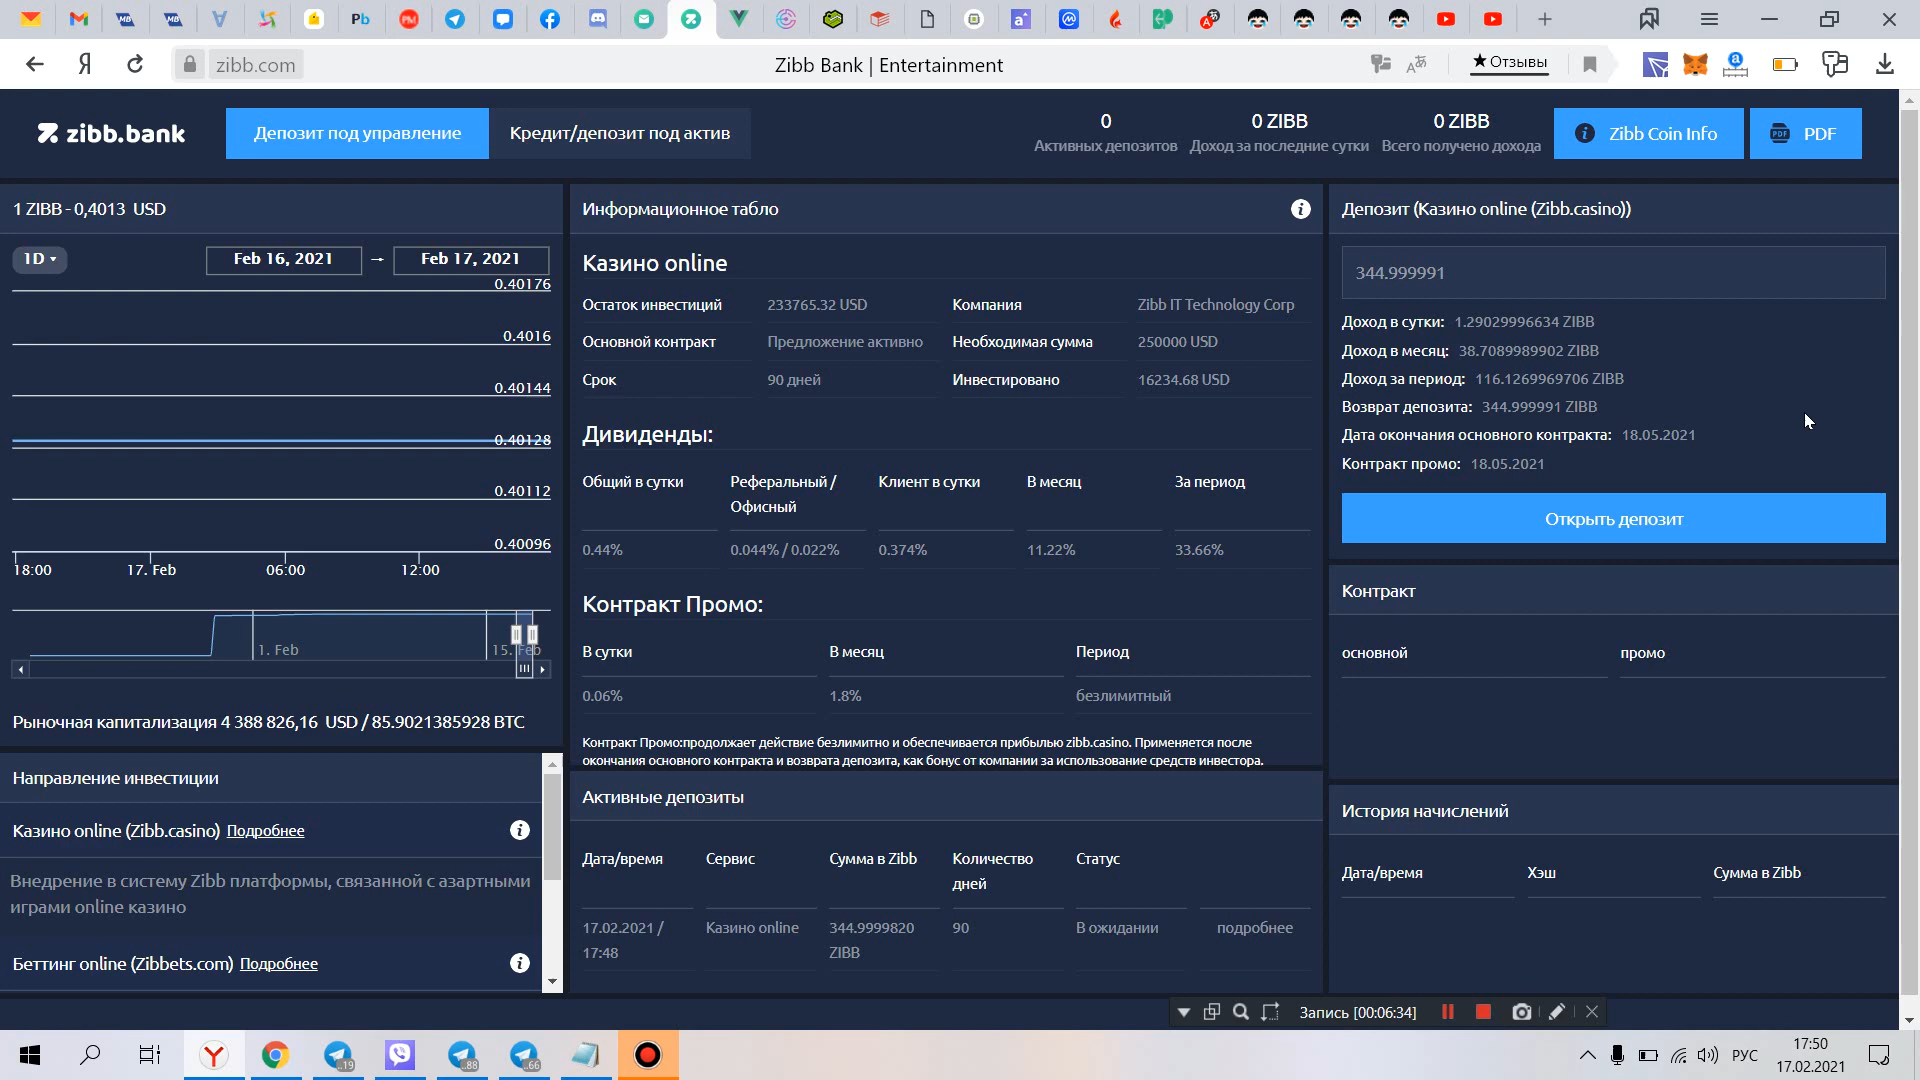 zibb.com
Zibb Bank | Entertainment
★ Отзывы
zibb.bank
Депозит под управление
Кредит/депозит под актив
0
Активных депозитов
0 ZIBB
Доход за последние сутки
0 ZIBB
Всего получено дохода
Zibb Coin Info
PDF
1 ZIBB - 0,4013 USD
1D
Feb 16, 2021 → Feb 17, 2021
0.40176
0.4016
0.40144
0.40128
0.40112
0.40096
18:00 17. Feb 06:00 12:00
1. Feb 15. Feb
Рыночная капитализация 4 388 826,16 USD / 85.9021385928 BTC
Направление инвестиции
Казино online (Zibb.casino) Подробнее
Внедрение в систему Zibb платформы, связанной с азартными
играми online казино
Беттинг online (Zibbets.com) Подробнее
Информационное табло
Казино online
Остаток инвестиций 233765.32 USD Компания Zibb IT Technology Corp
Основной контракт Предложение активно Необходимая сумма 250000 USD
Срок 90 дней Инвестировано 16234.68 USD
Дивиденды:
Общий в сутки Реферальный / Клиент в сутки В месяц За период
Офисный
0.44% 0.044% / 0.022% 0.374% 11.22% 33.66%
Контракт Промо:
В сутки В месяц Период
0.06% 1.8% безлимитный
Контракт Промо:продолжает действие безлимитно и обеспечивается прибылью zibb.casino. Применяется после
окончания основного контракта и возврата депозита, как бонус от компании за использование средств инвестора.
Активные депозиты
Дата/время Сервис Сумма в Zibb Количество Статус
дней
17.02.2021 / Казино online 344.9999820 90 В ожидании подробнее
17:48 ZIBB
Депозит (Казино online (Zibb.casino))
344.999991
Доход в сутки: 1.29029996634 ZIBB
Доход в месяц: 38.7089989902 ZIBB
Доход за период: 116.1269969706 ZIBB
Возврат депозита: 344.999991 ZIBB
Дата окончания основного контракта: 18.05.2021
Контракт промо: 18.05.2021
Открыть депозит
Контракт
основной промо
История начислений
Дата/время Хэш Сумма в Zibb
Запись [00:06:34]
РУС
17:50
17.02.2021